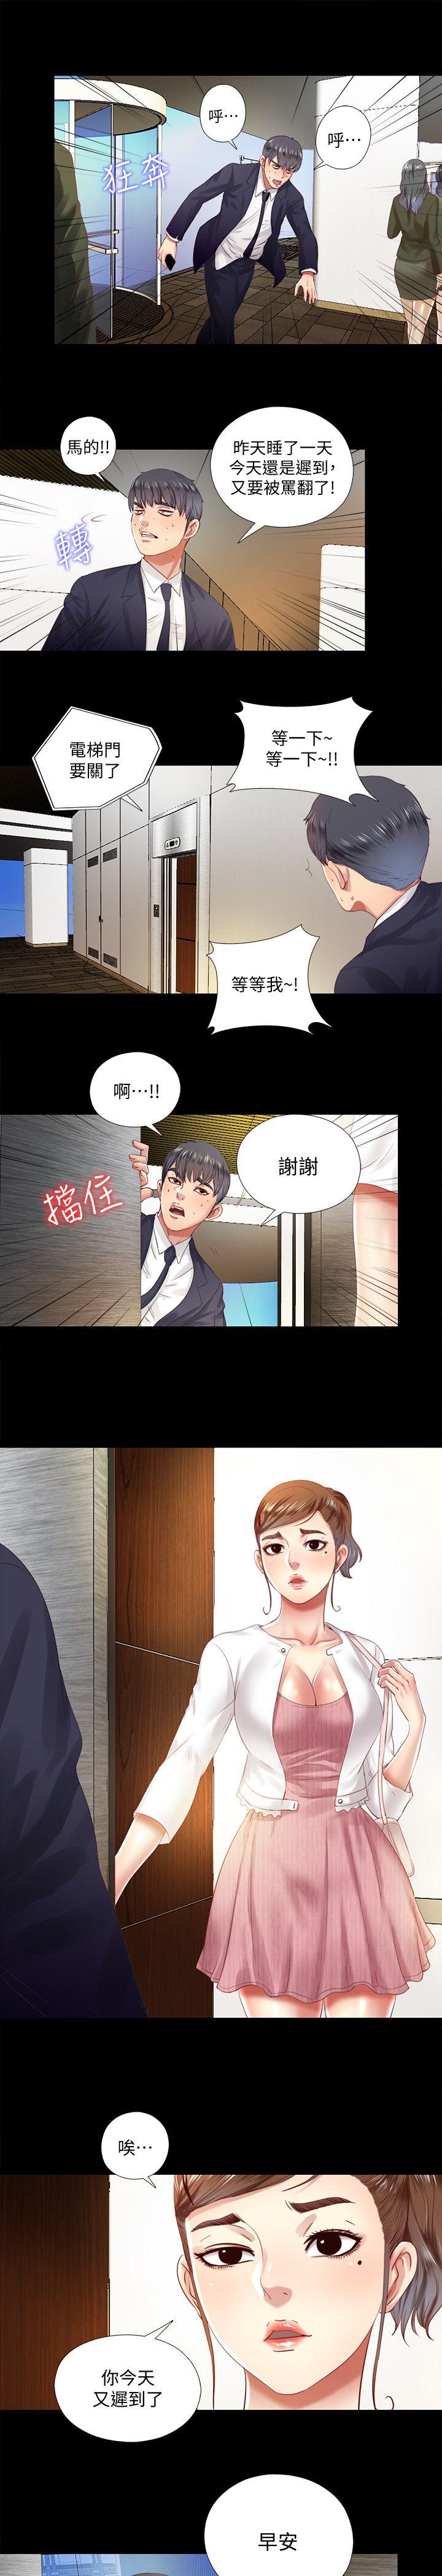 呼⋯
呼⋯
狂奔
馬的!!
昨天睡了一天
今天還是遲到,
又要被罵翻了!
轉
電梯門
要關了
等一下~
等一下~!!
等等我~!
啊⋯!!
謝謝
擋住
唉⋯
你今天
又遲到了
早安